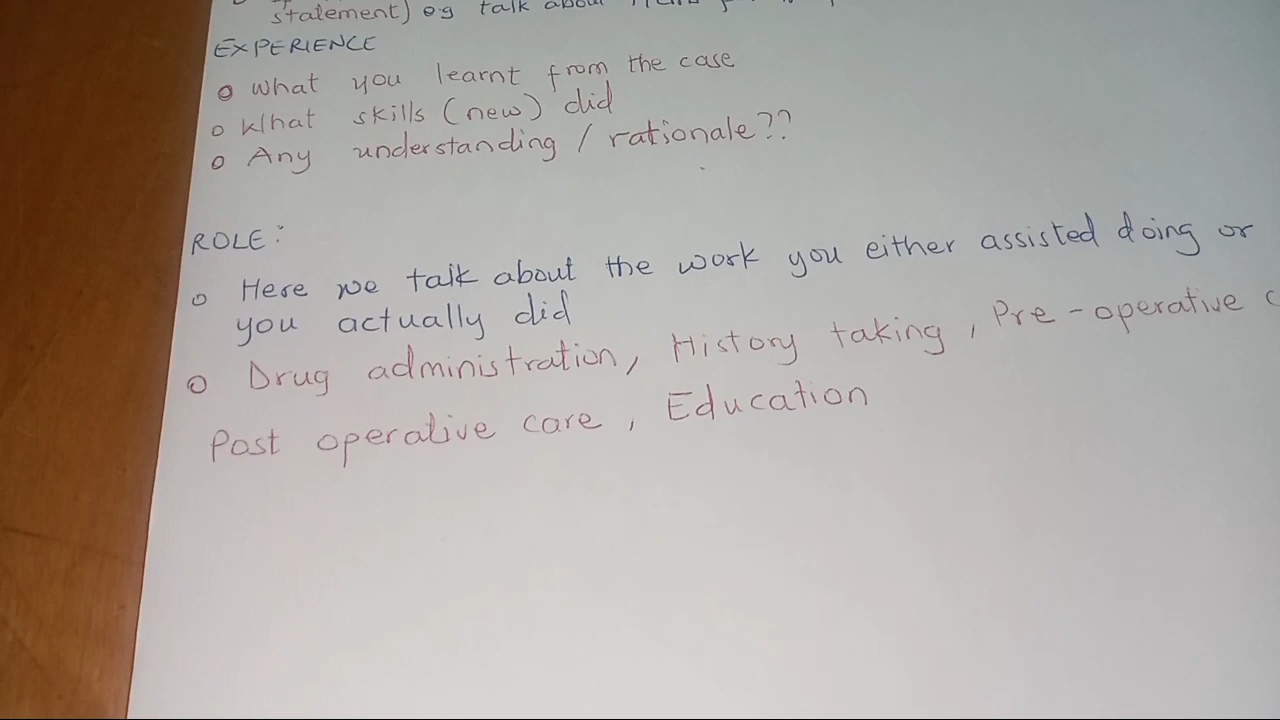 statement) eg talk about
EXPERIENCE
o What you learnt from the case
o What skills (new) did
o Any understanding / rationale??
ROLE:
o Here we talk about the work you either assisted doing or
you actually did
o Drug administration, History taking, Pre-operative
Post operative care, Education